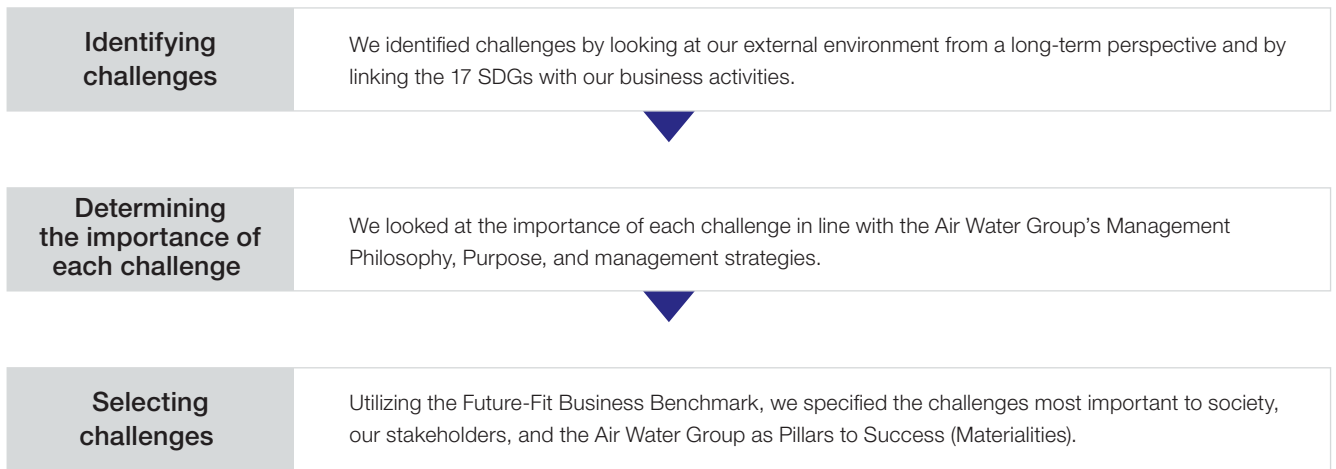 Identifying
challenges
We identified challenges by looking at our external environment from a long-term perspective and by
linking the 17 SDGs with our business activities.
Determining
the importance of
each challenge
We looked at the importance of each challenge in line with the Air Water Group’s Management
Philosophy, Purpose, and management strategies.
Selecting
challenges
Utilizing the Future-Fit Business Benchmark, we specified the challenges most important to society,
our stakeholders, and the Air Water Group as Pillars to Success (Materialities).